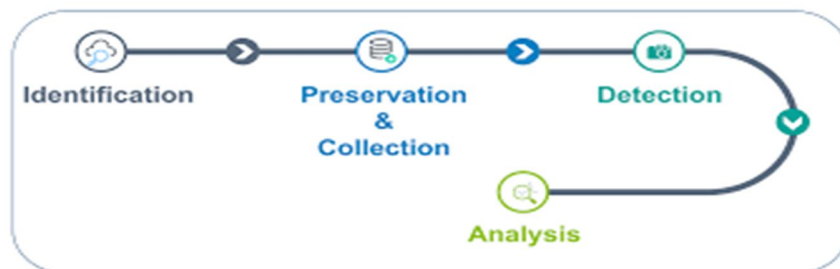 Identification
Preservation
&
Collection
Detection
Analysis